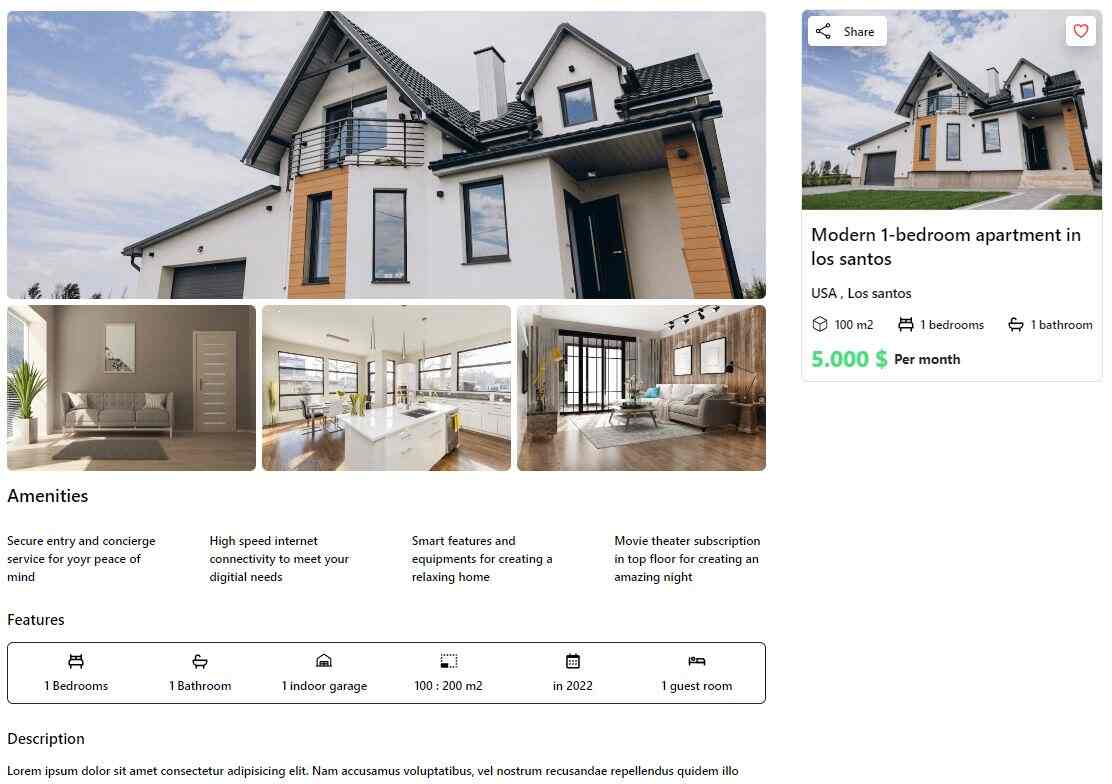 Share
Modern 1-bedroom apartment in
los santos
USA , Los santos
100 m2 1 bedrooms 1 bathroom
5.000 $ Per month
Amenities
Secure entry and concierge
service for yoyr peace of
mind
High speed internet
connectivity to meet your
digitial needs
Smart features and
equipments for creating a
relaxing home
Movie theater subscription
in top floor for creating an
amazing night
Features
1 Bedrooms 1 Bathroom 1 indoor garage 100 : 200 m2 in 2022 1 guest room
Description
Lorem ipsum dolor sit amet consectetur adipisicing elit. Nam accusamus voluptatibus, vel nostrum recusandae repellendus quidem illo